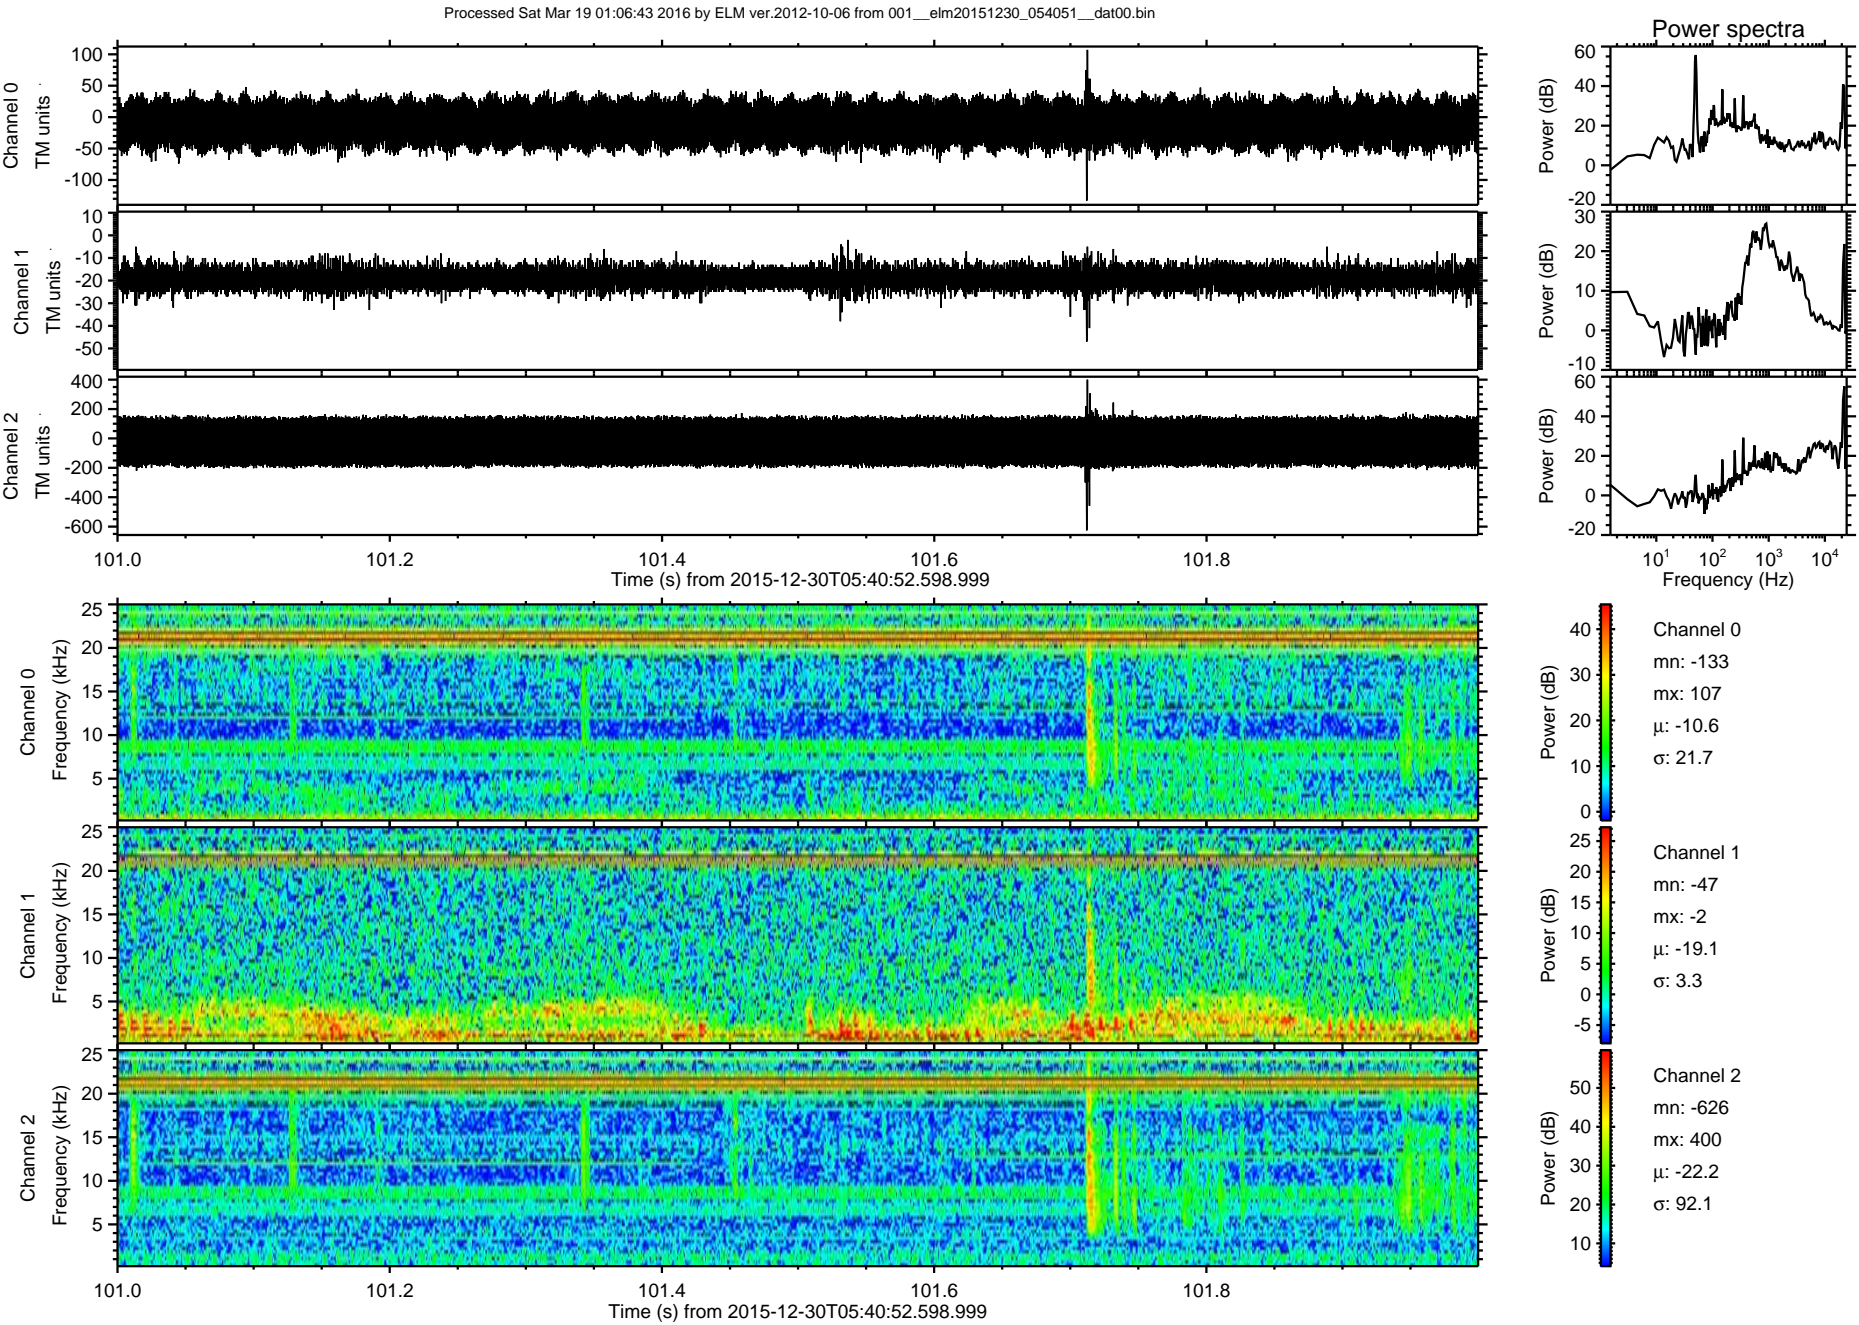 Processed Sat Mar 19 01:06:43 2016 by ELM ver.2012-10-06 from 001__elm20151230_054051__dat00.bin
Power spectra
Channel 0
TM units
100
50
0
-50
-100
Power (dB)
60
40
20
0
-20
Channel 1
TM units
10
0
-10
-20
-30
-40
-50
Power (dB)
30
20
10
0
-10
Channel 2
TM units
400
200
0
-200
-400
-600
Power (dB)
60
40
20
0
-20
101.0 101.2 101.4 101.6 101.8
Time (s) from 2015-12-30T05:40:52.598.999
10¹ 10² 10³ 10⁴
Frequency (Hz)
Channel 0
Frequency (kHz)
25
20
15
10
5
Power (dB)
40
30
20
10
0
Channel 0
mn: -133
mx: 107
μ: -10.6
σ: 21.7
Channel 1
Frequency (kHz)
25
20
15
10
5
Power (dB)
25
20
15
10
5
0
-5
Channel 1
mn: -47
mx: -2
μ: -19.1
σ: 3.3
Channel 2
Frequency (kHz)
25
20
15
10
5
Power (dB)
50
40
30
20
10
Channel 2
mn: -626
mx: 400
μ: -22.2
σ: 92.1
101.0 101.2 101.4 101.6 101.8
Time (s) from 2015-12-30T05:40:52.598.999